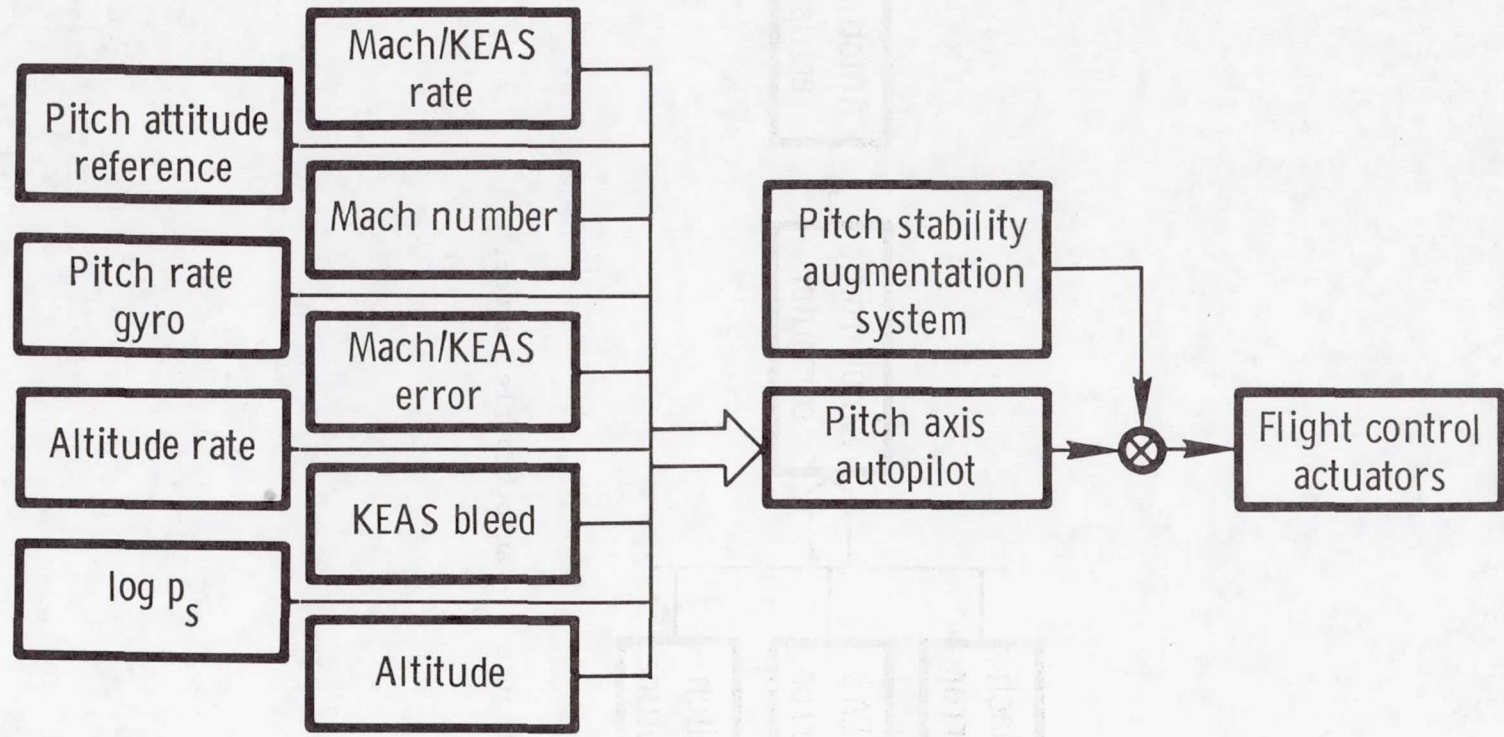 Mach/KEAS
rate
Pitch attitude
reference
Mach number
Pitch rate
gyro
Mach/KEAS
error
Altitude rate
KEAS bleed
log p_s
Altitude
Pitch stability
augmentation
system
Pitch axis
autopilot
Flight control
actuators